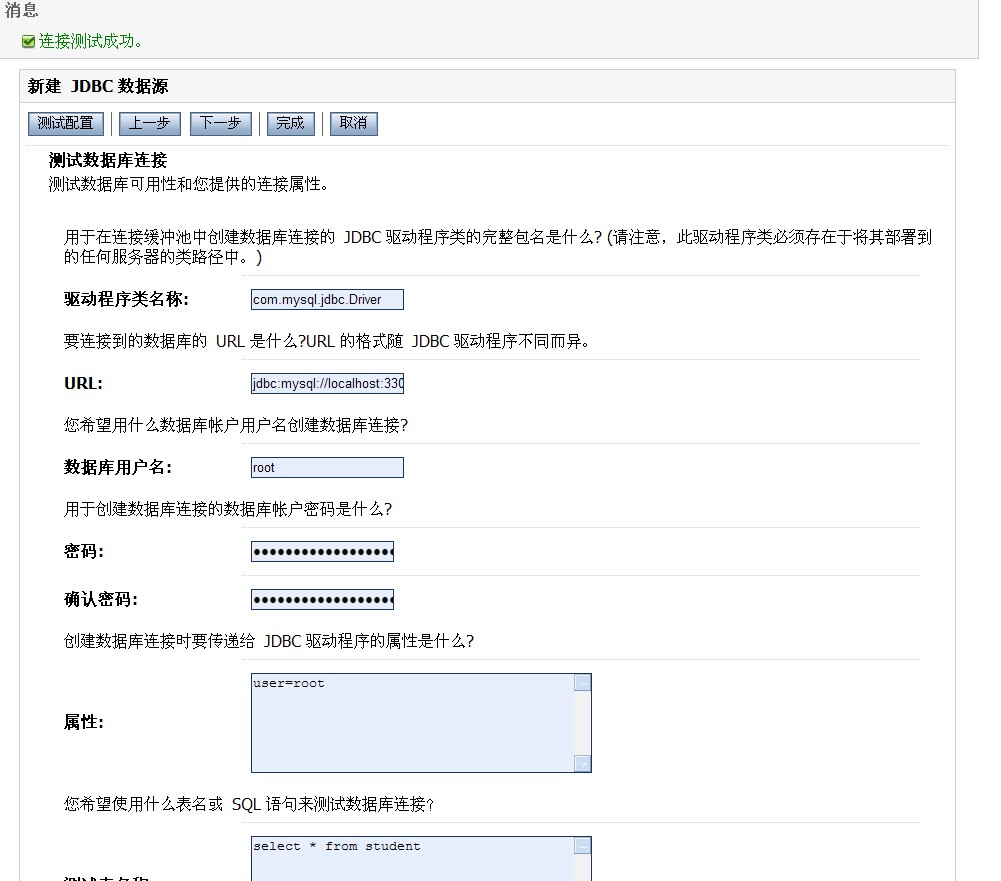 消息
连接测试成功。
新建 JDBC 数据源
测试配置 上一步 下一步 完成 取消
测试数据库连接
测试数据库可用性和您提供的连接属性。
用于在连接缓冲池中创建数据库连接的 JDBC 驱动程序类的完整包名是什么? (请注意，此驱动程序类必须存在于将其部署到
的任何服务器的类路径中。)
驱动程序类名称: com.mysql.jdbc.Driver
要连接到的数据库的 URL 是什么?URL 的格式随 JDBC 驱动程序不同而异。
URL: jdbc:mysql://localhost:330
您希望用什么数据库帐户用户名创建数据库连接?
数据库用户名: root
用于创建数据库连接的数据库帐户密码是什么?
密码: ••••••••••••••••••
确认密码: ••••••••••••••••••
创建数据库连接时要传递给 JDBC 驱动程序的属性是什么?
user=root
属性:
您希望使用什么表名或 SQL 语句来测试数据库连接?
select * from student